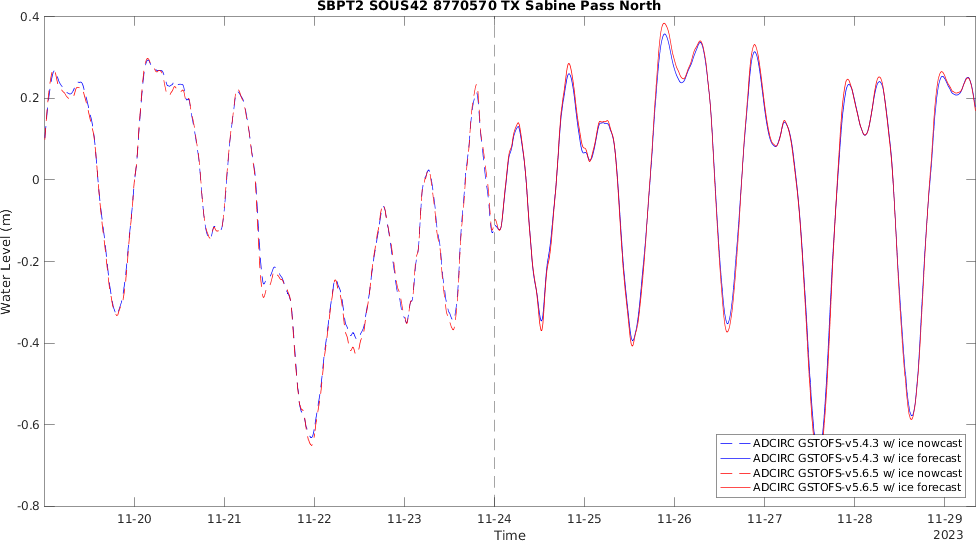 SBPT2 SOUS42 8770570 TX Sabine Pass North
0.4
0.2
0
-0.2
-0.4
-0.6
-0.8
Water Level (m)
ADCIRC GSTOFS-v5.4.3 w/ ice nowcast
ADCIRC GSTOFS-v5.4.3 w/ ice forecast
ADCIRC GSTOFS-v5.6.5 w/ ice nowcast
ADCIRC GSTOFS-v5.6.5 w/ ice forecast
11-20 11-21 11-22 11-23 11-24 11-25 11-26 11-27 11-28 11-29
Time 2023